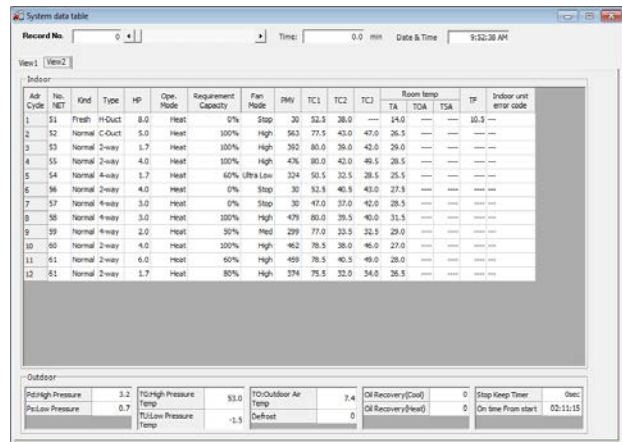 System data table
Record No. 0 Time: 0.0 min Date & Time 9:52:38 AM
View1 View2
Indoor
Adr Cycle No. NET Kind Type HP Ope. Mode Requirement Capacity Fan Mode PMV TC1 TC2 TCJ Room temp TA TOA TSA TF Indoor unit error code
1 51 Fresh H-Duct 8.0 Heat 0% Stop 30 52.5 38.0 ---- 14.0 ---- ---- 10.5 ---
2 52 Normal C-Duct 5.0 Heat 100% High 563 77.5 43.0 47.0 26.5 ---- ---- ---- ---
3 53 Normal 2-way 1.7 Heat 100% High 392 80.0 39.0 42.0 29.0 ---- ---- ---- ---
4 55 Normal 2-way 4.0 Heat 100% High 476 80.0 42.0 49.5 28.5 ---- ---- ---- ---
5 54 Normal 4-way 1.7 Heat 60% Ultra Low 324 50.5 32.5 28.5 25.5 ---- ---- ---- ---
6 56 Normal 2-way 4.0 Heat 0% Stop 30 52.5 40.5 43.0 27.5 ---- ---- ---- ---
7 57 Normal 4-way 3.0 Heat 0% Stop 30 47.0 37.0 42.0 28.5 ---- ---- ---- ---
8 58 Normal 4-way 3.0 Heat 100% High 479 80.0 39.5 40.0 31.5 ---- ---- ---- ---
9 59 Normal 4-way 2.0 Heat 50% Med 299 77.0 33.5 32.5 29.0 ---- ---- ---- ---
10 60 Normal 2-way 4.0 Heat 100% High 462 78.5 38.0 46.0 27.0 ---- ---- ---- ---
11 61 Normal 4-way 6.0 Heat 60% High 459 78.5 40.5 49.0 28.0 ---- ---- ---- ---
12 61 Normal 2-way 1.7 Heat 80% High 374 75.5 32.0 34.0 26.5 ---- ---- ---- ---
Outdoor
Pd:High Pressure 3.2 TG:High Pressure Temp 53.0 TO:Outdoor Air Temp 7.4 Oil Recovery(Cool) 0 Stop Keep Timer 0sec
Ps:Low Pressure 0.7 TU:Low Pressure Temp -1.5 Defrost 0 Oil Recovery(Heat) 0 On time From start 02:11:15